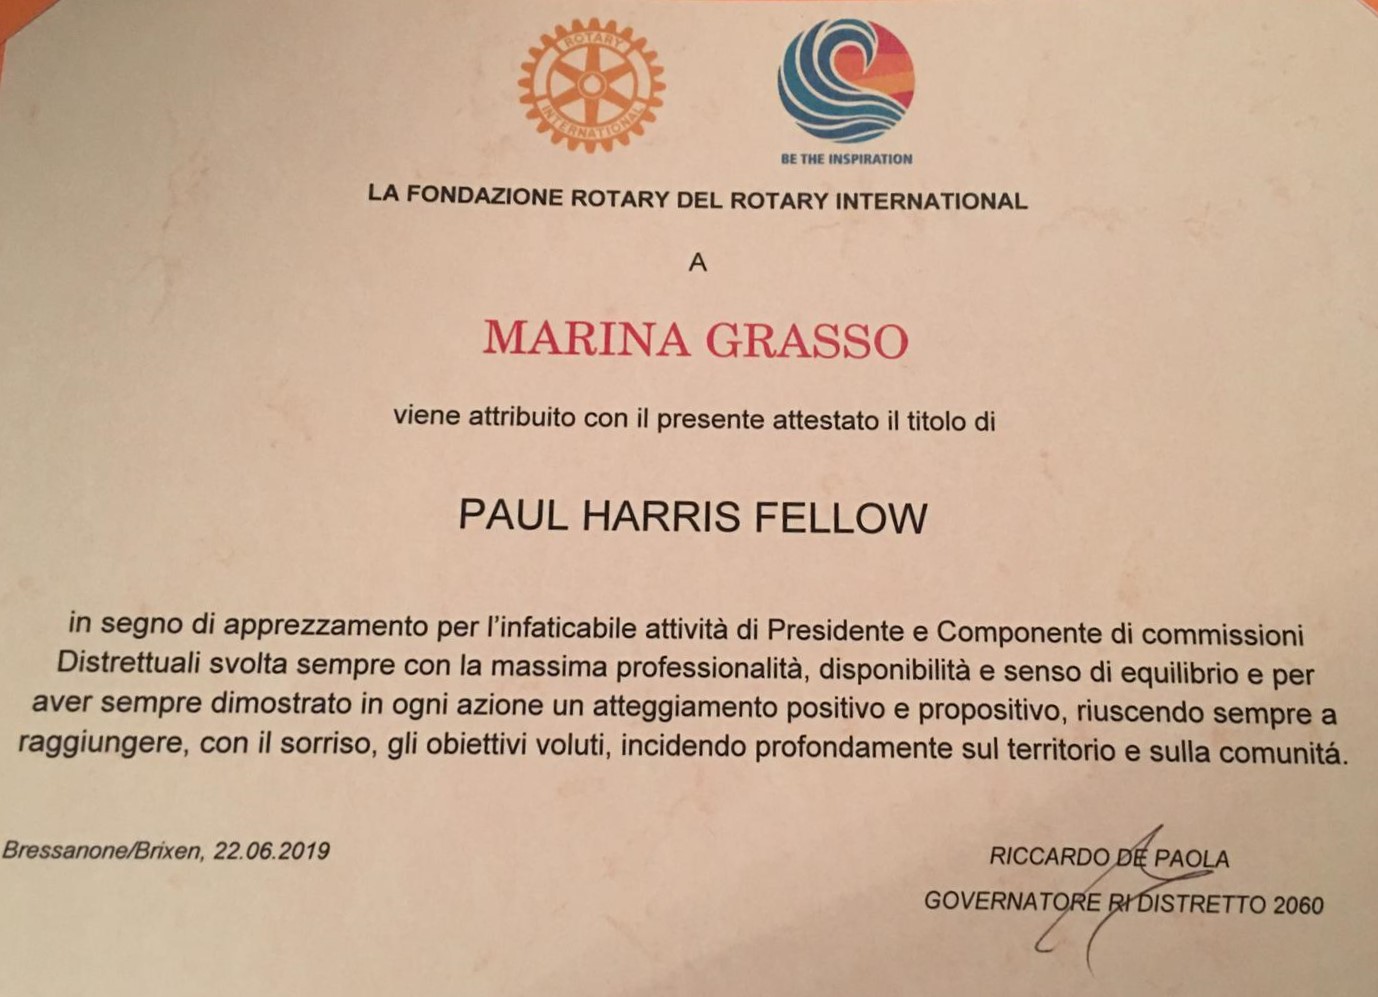 ROTARY
INTERNATIONAL
BE THE INSPIRATION
LA FONDAZIONE ROTARY DEL ROTARY INTERNATIONAL
A
MARINA GRASSO
viene attribuito con il presente attestato il titolo di
PAUL HARRIS FELLOW
in segno di apprezzamento per l'infaticabile attività di Presidente e Componente di commissioni
Distrettuali svolta sempre con la massima professionalità, disponibilità e senso di equilibrio e per
aver sempre dimostrato in ogni azione un atteggiamento positivo e propositivo, riuscendo sempre a
raggiungere, con il sorriso, gli obiettivi voluti, incidendo profondamente sul territorio e sulla comunitá.
Bressanone/Brixen, 22.06.2019
RICCARDO DE PAOLA
GOVERNATORE RI DISTRETTO 2060